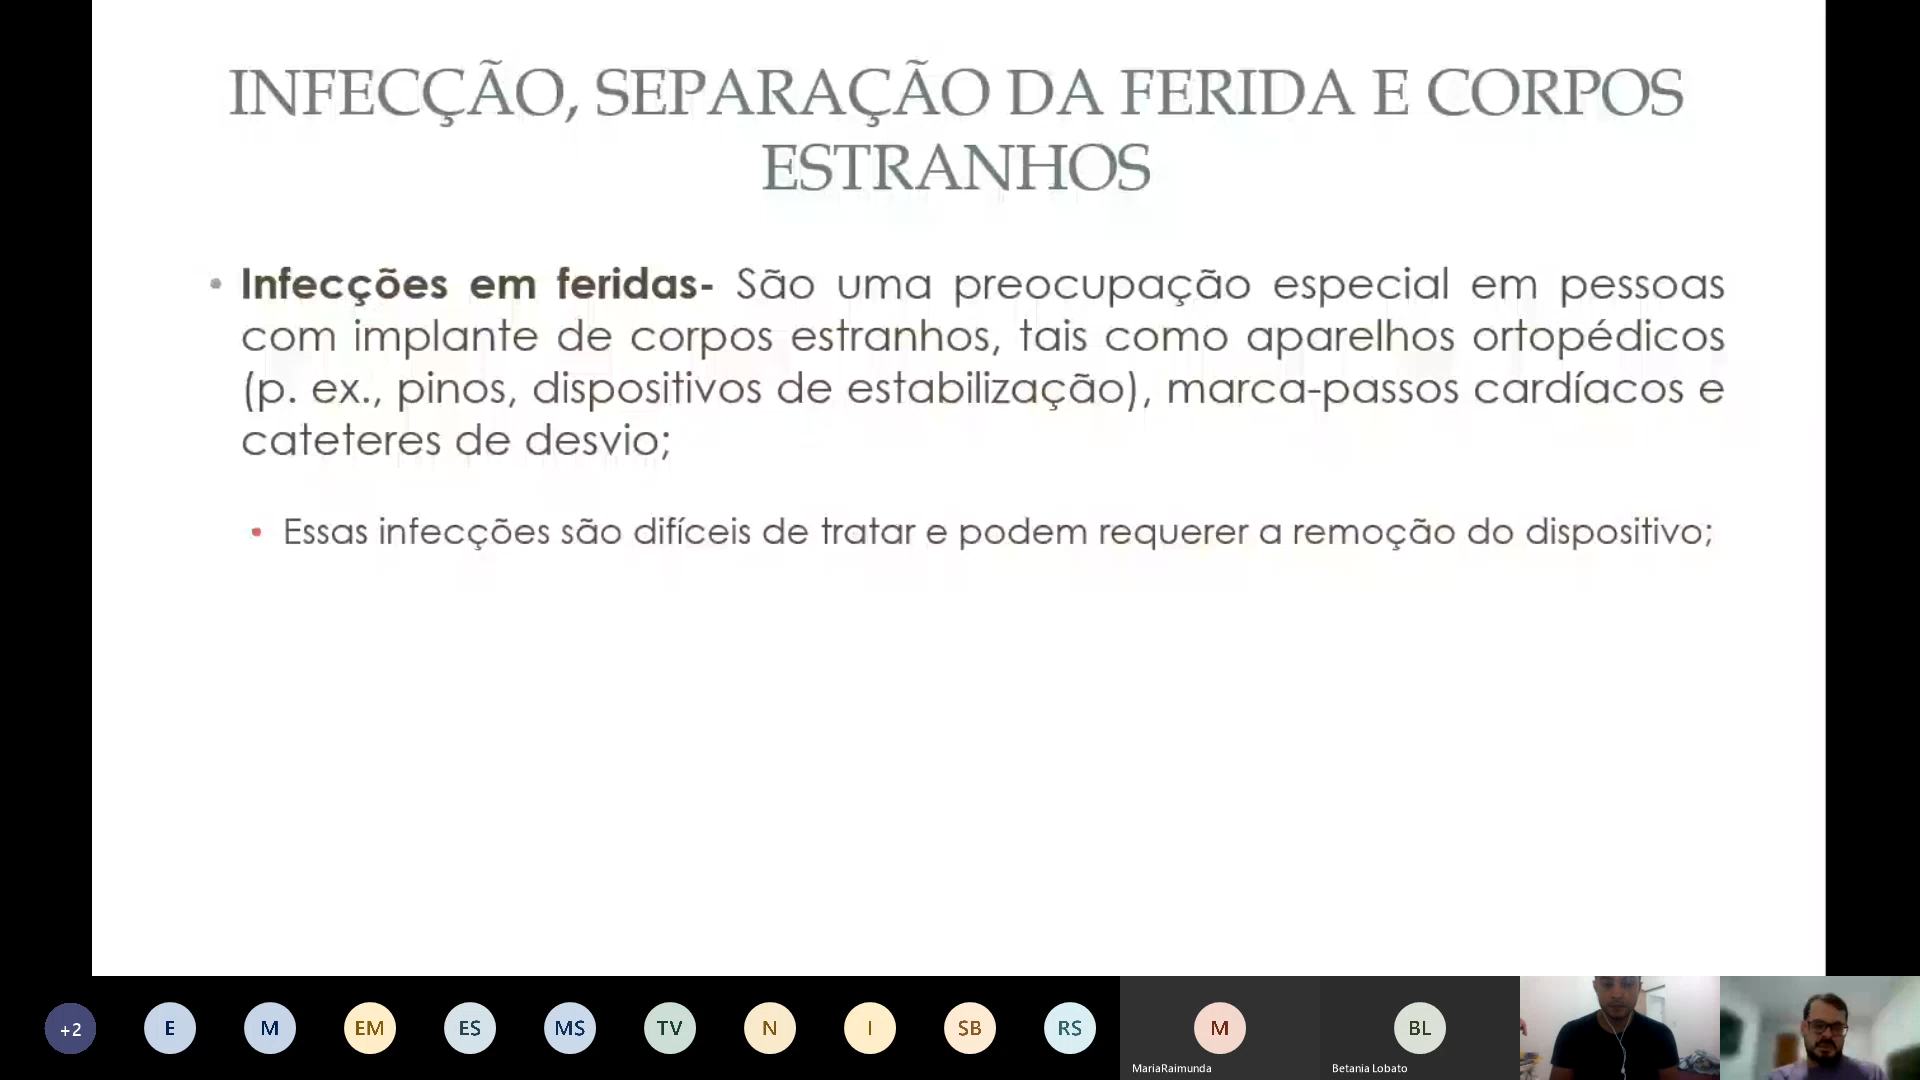 INFECÇÃO, SEPARAÇÃO DA FERIDA E CORPOS
ESTRANHOS
• Infecções em feridas- São uma preocupação especial em pessoas
com implante de corpos estranhos, tais como aparelhos ortopédicos
(p. ex., pinos, dispositivos de estabilização), marca-passos cardíacos e
cateteres de desvio;
• Essas infecções são difíceis de tratar e podem requerer a remoção do dispositivo;
+2 E M EM ES MS TV N I SB RS M BL
MariaRaimunda Betania Lobato